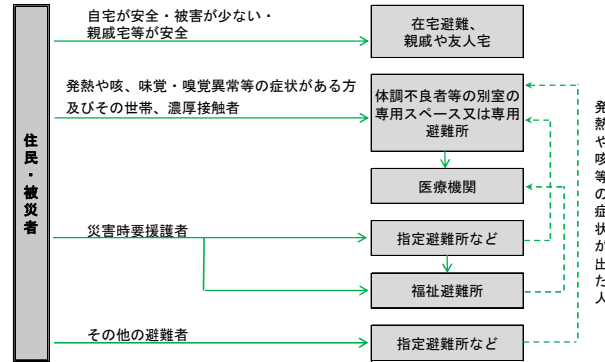 住民・被災者
自宅が安全・被害が少ない・
親戚宅等が安全
在宅避難、
親戚や友人宅
発熱や咳、味覚・嗅覚異常等の症状がある方
及びその世帯、濃厚接触者
体調不良者等の別室の
専用スペース又は専用
避難所
医療機関
災害時要援護者
指定避難所など
福祉避難所
その他の避難者
指定避難所など
発熱や咳等の症状が出た人